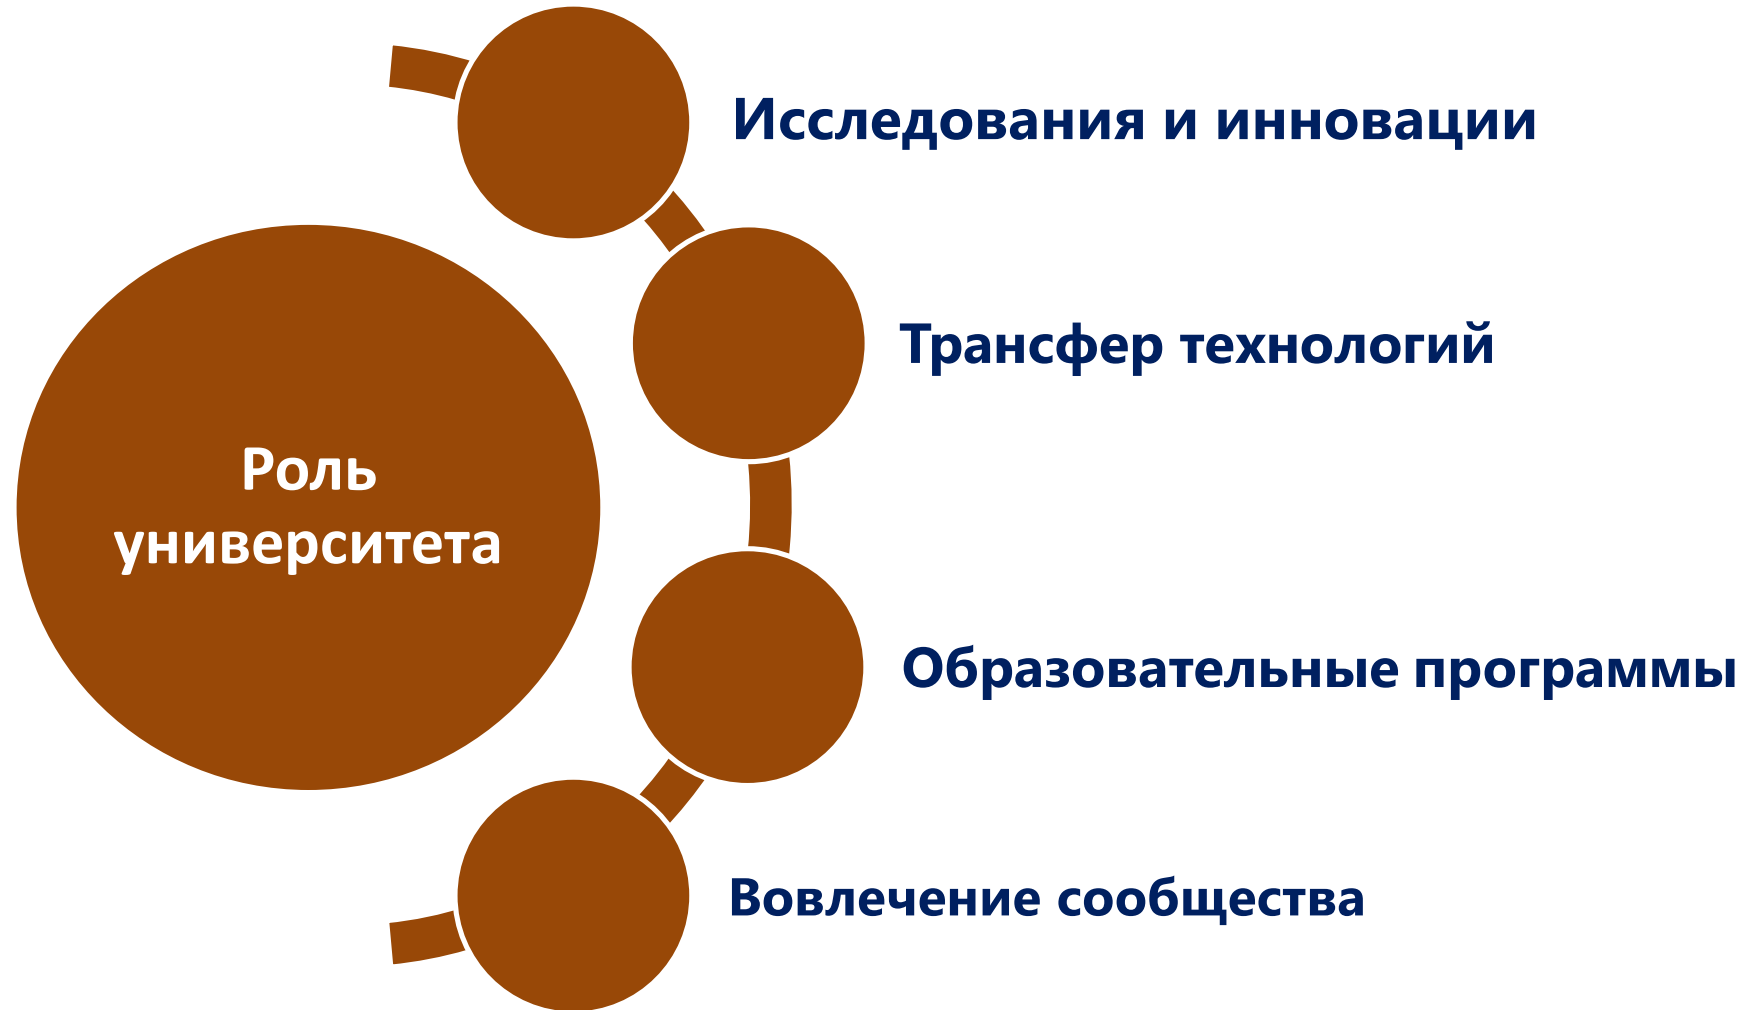 Исследования и инновации
Трансфер технологий
Роль
университета
Образовательные программы
Вовлечение сообщества